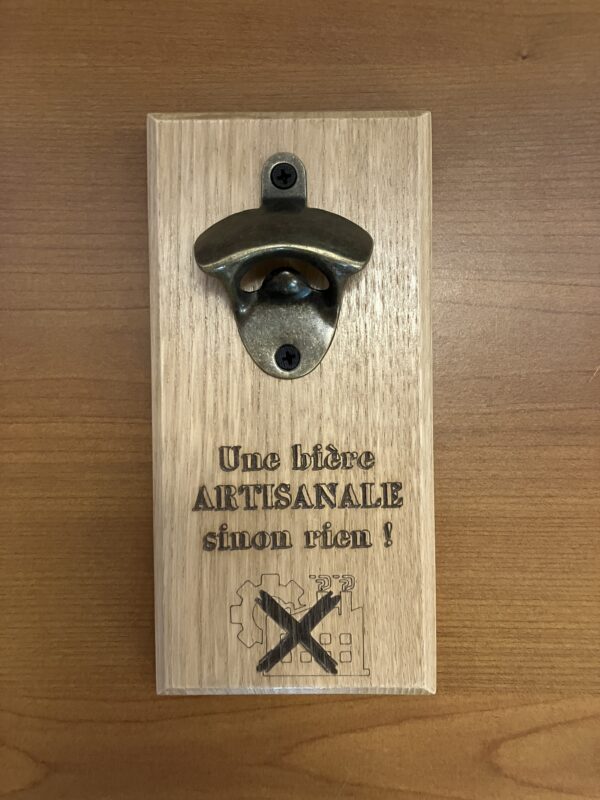 Une bière
ARTISANALE
sinon rien !